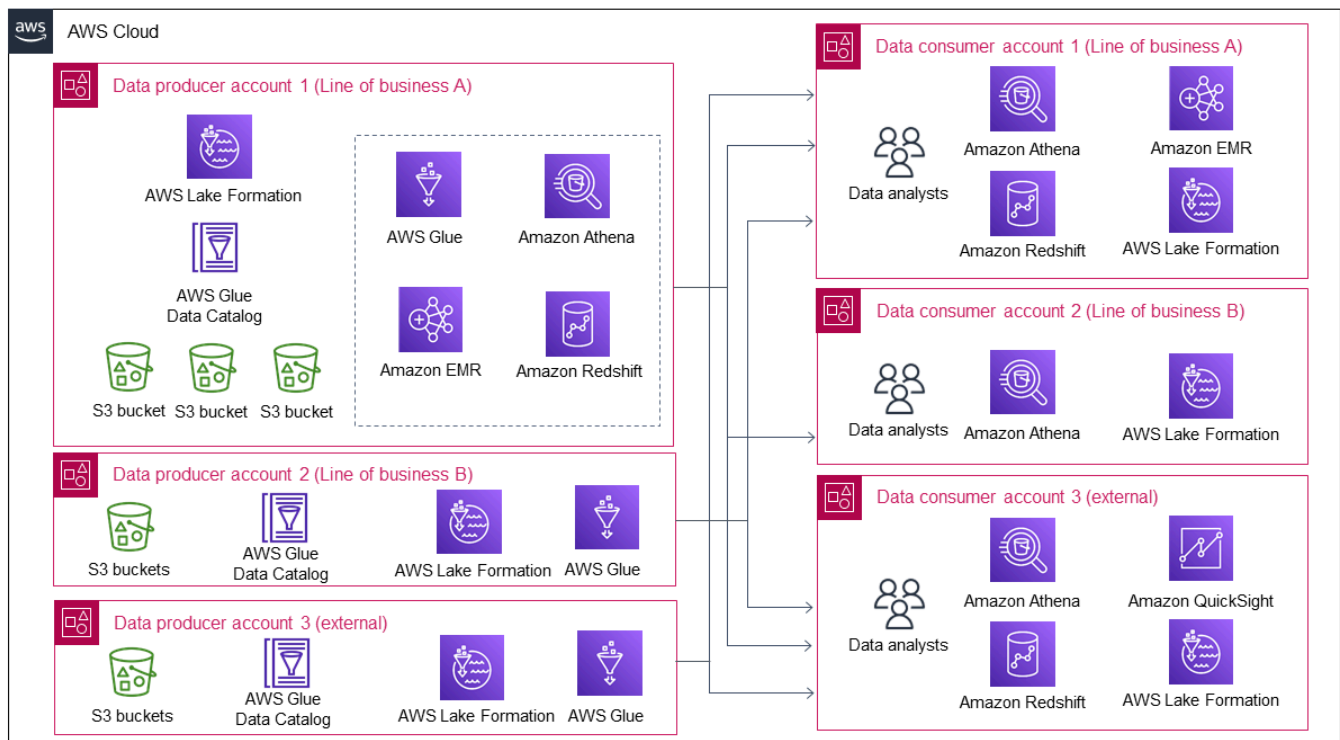 aws
AWS Cloud
Data producer account 1 (Line of business A)
AWS Lake Formation
AWS Glue
Data Catalog
S3 bucket
S3 bucket
S3 bucket
AWS Glue
Amazon Athena
Amazon EMR
Amazon Redshift
Data producer account 2 (Line of business B)
S3 buckets
AWS Glue
Data Catalog
AWS Lake Formation
AWS Glue
Data producer account 3 (external)
S3 buckets
AWS Glue
Data Catalog
AWS Lake Formation
AWS Glue
Data consumer account 1 (Line of business A)
Data analysts
Amazon Athena
Amazon EMR
Amazon Redshift
AWS Lake Formation
Data consumer account 2 (Line of business B)
Data analysts
Amazon Athena
AWS Lake Formation
Data consumer account 3 (external)
Data analysts
Amazon Athena
Amazon QuickSight
Amazon Redshift
AWS Lake Formation